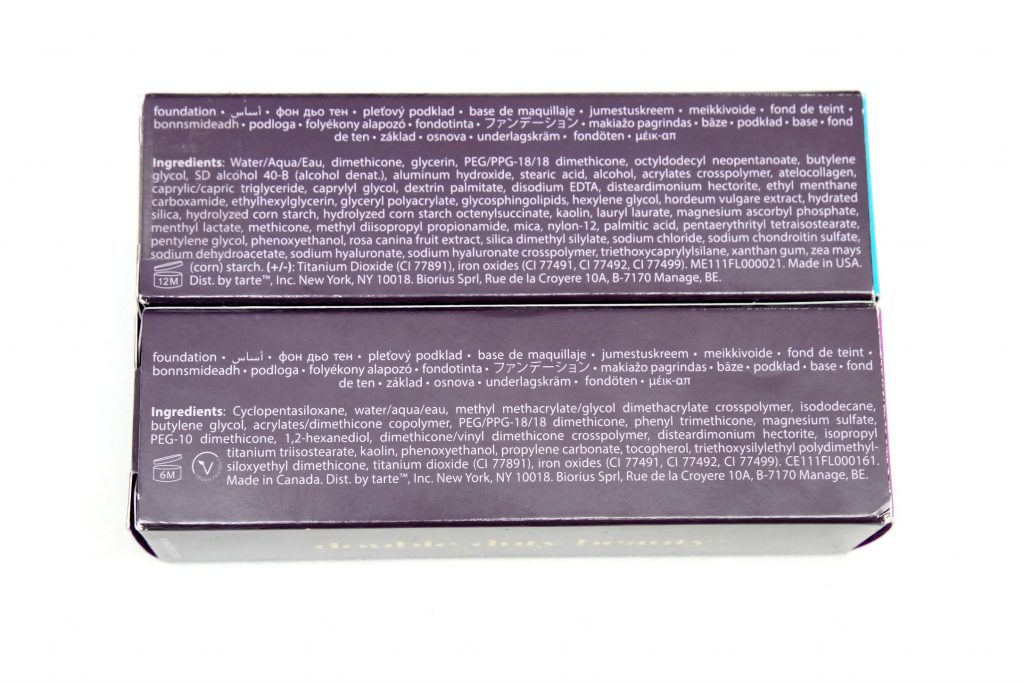 foundation • أساس • фон дьо тен • pleťový podklad • base de maquillaje • jumestuskreem • meikkivoide • fond de teint •
bonnsmideadh • podloga • folyékony alapozó • fondotinta • ファンデーション • makiažo pagrindas • bāze • podkład • base • fond
de ten • základ • osnova • underlagskräm • fondöten • μέικ-απ
Ingredients: Water/Aqua/Eau, dimethicone, glycerin, PEG/PPG-18/18 dimethicone, octyldodecyl neopentanoate, butylene
glycol, SD alcohol 40-B (alcohol denat.), aluminum hydroxide, stearic acid, alcohol, acrylates crosspolymer, atelocollagen,
caprylic/capric triglyceride, caprylyl glycol, dextrin palmitate, disodium EDTA, disteardimonium hectorite, ethyl menthane
carboxamide, ethylhexylglycerin, glyceryl polyacrylate, glycosphingolipids, hexylene glycol, hordeum vulgare extract, hydrated
silica, hydrolyzed corn starch, hydrolyzed corn starch octenylsuccinate, kaolin, lauryl laurate, magnesium ascorbyl phosphate,
menthyl lactate, methicone, methyl diisopropyl propionamide, mica, nylon-12, palmitic acid, pentaerythrityl tetraisostearate,
pentylene glycol, phenoxyethanol, rosa canina fruit extract, silica dimethyl silylate, sodium chloride, sodium chondroitin sulfate,
sodium dehydroacetate, sodium hyaluronate, sodium hyaluronate crosspolymer, triethoxycaprylylsilane, xanthan gum, zea mays
(corn) starch. (+/-): Titanium Dioxide (CI 77891), iron oxides (CI 77491, CI 77492, CI 77499). ME111FL000021. Made in USA.
12M Dist. by tarte™, Inc. New York, NY 10018. Biorius Sprl, Rue de la Croyere 10A, B-7170 Manage, BE.
foundation • أساس • фон дьо тен • pleťový podklad • base de maquillaje • jumestuskreem • meikkivoide • fond de teint •
bonnsmideadh • podloga • folyékony alapozó • fondotinta • ファンデーション • makiažo pagrindas • bāze • podkład • base • fond
de ten • základ • osnova • underlagskräm • fondöten • μέικ-απ
Ingredients: Cyclopentasiloxane, water/aqua/eau, methyl methacrylate/glycol dimethacrylate crosspolymer, isododecane,
butylene glycol, acrylates/dimethicone copolymer, PEG/PPG-18/18 dimethicone, phenyl trimethicone, magnesium sulfate,
PEG-10 dimethicone, 1,2-hexanediol, dimethicone/vinyl dimethicone crosspolymer, disteardimonium hectorite, isopropyl
titanium triisostearate, kaolin, phenoxyethanol, propylene carbonate, tocopherol, triethoxysilylethyl polydimethyl-
siloxyethyl dimethicone, titanium dioxide (CI 77891), iron oxides (CI 77491, CI 77492, CI 77499). CE111FL000161.
6M V Made in Canada. Dist. by tarte™, Inc. New York, NY 10018. Biorius Sprl, Rue de la Croyere 10A, B-7170 Manage, BE.
double duty beauty